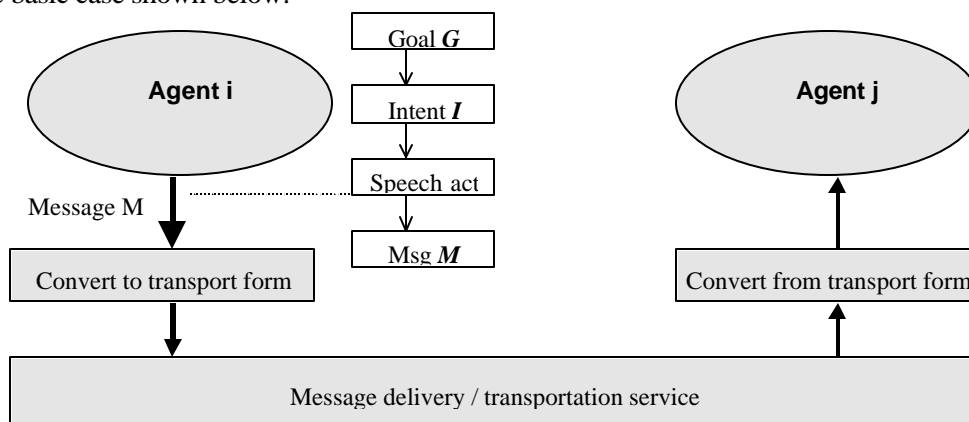 basic case shown below.
Goal G
Agent i
Agent j
Intent I
Speech act
Message M
Msg M
Convert to transport form
Convert from transport form
Message delivery / transportation service